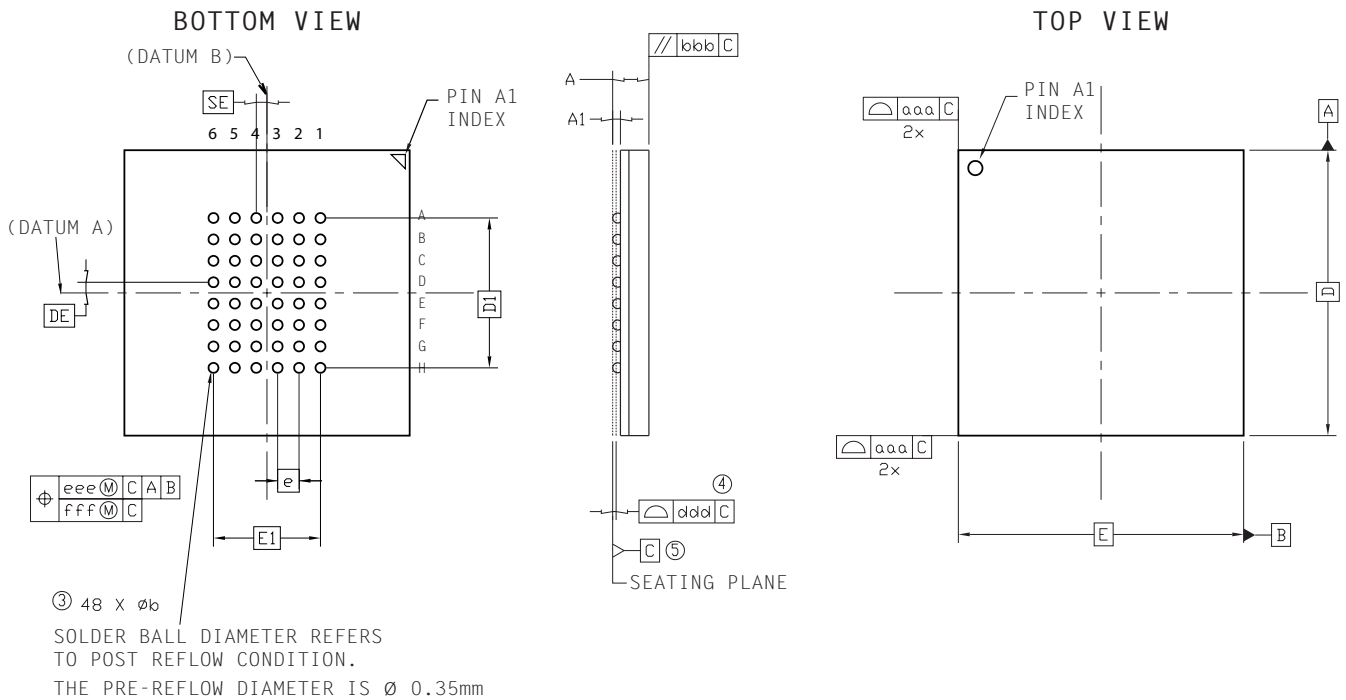 BOTTOM VIEW
(DATUM B)
SE
PIN A1
INDEX
6 5 4 3 2 1
(DATUM A)
A
B
C
D
E
F
G
H
D1
DE
e
eee Ⓜ C A B
fff Ⓜ C
E1
③ 48 X Øb
SOLDER BALL DIAMETER REFERS
TO POST REFLOW CONDITION.
THE PRE-REFLOW DIAMETER IS Ø 0.35mm
// bbb C
A
A1
④
ddd C
C ⑤
SEATING PLANE
TOP VIEW
PIN A1
INDEX
aaa C
2x
A
D
aaa C
2x
E
B